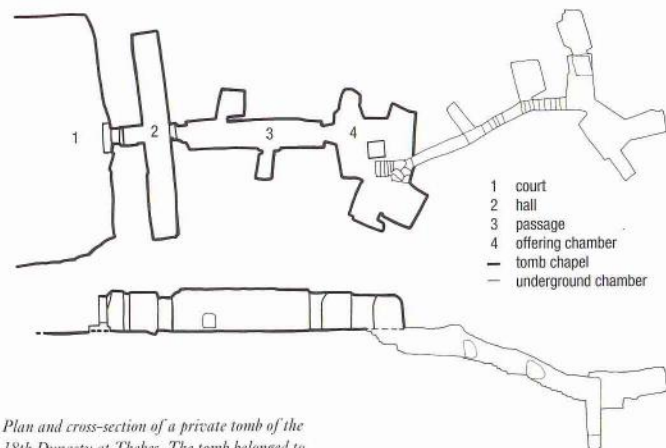 1
2
3
4
1 court
2 hall
3 passage
4 offering chamber
tomb chapel
underground chamber
Plan and cross-section of a private tomb of the
18th Dynasty at Thebes. The tomb belonged to